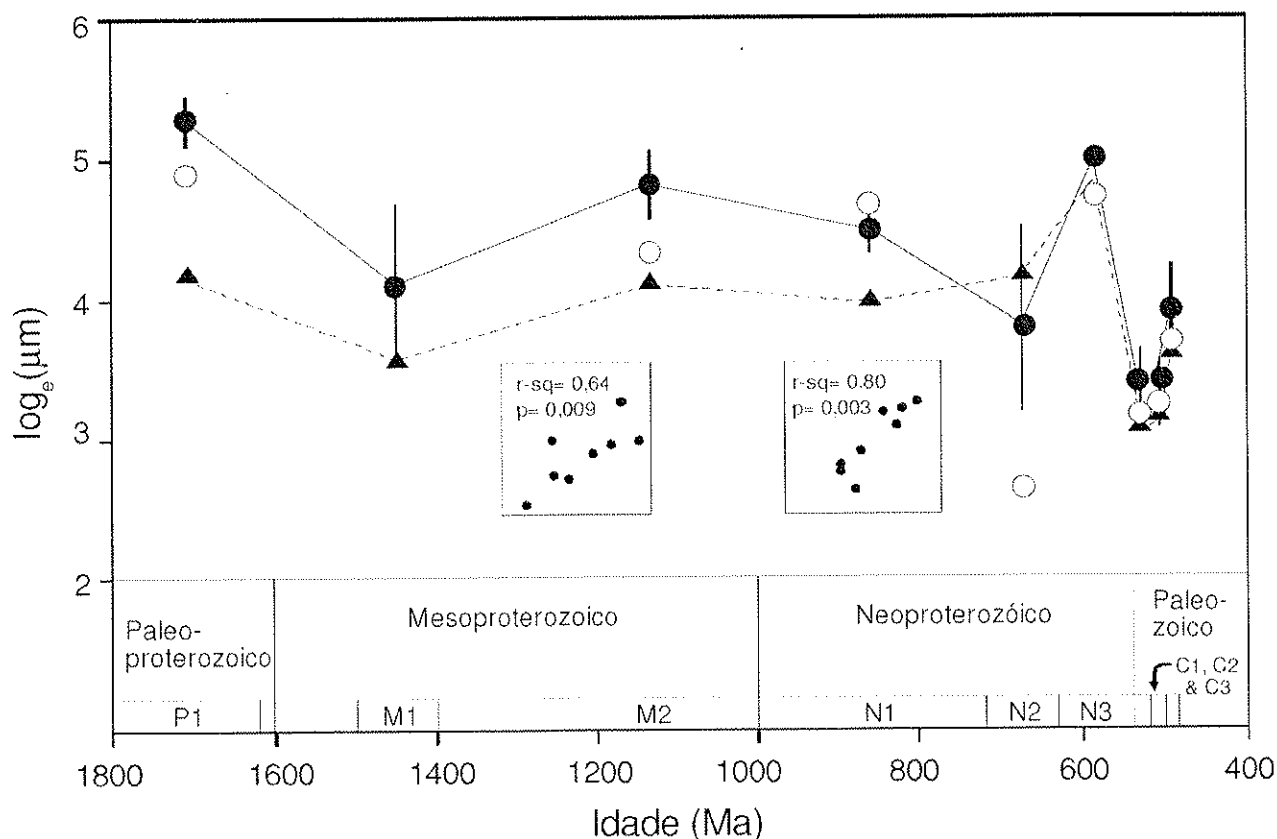 6
5
4
3
2
log_e(μm)
r-sq= 0,64
p= 0,009
r-sq= 0.80
p= 0,003
Paleo-
proterozoico
Mesoproterozoico
Neoproterozóico
Paleo-
zoico
C1, C2
& C3
P1
M1
M2
N1
N2
N3
1800
1600
1400
1200
1000
800
600
400
Idade (Ma)